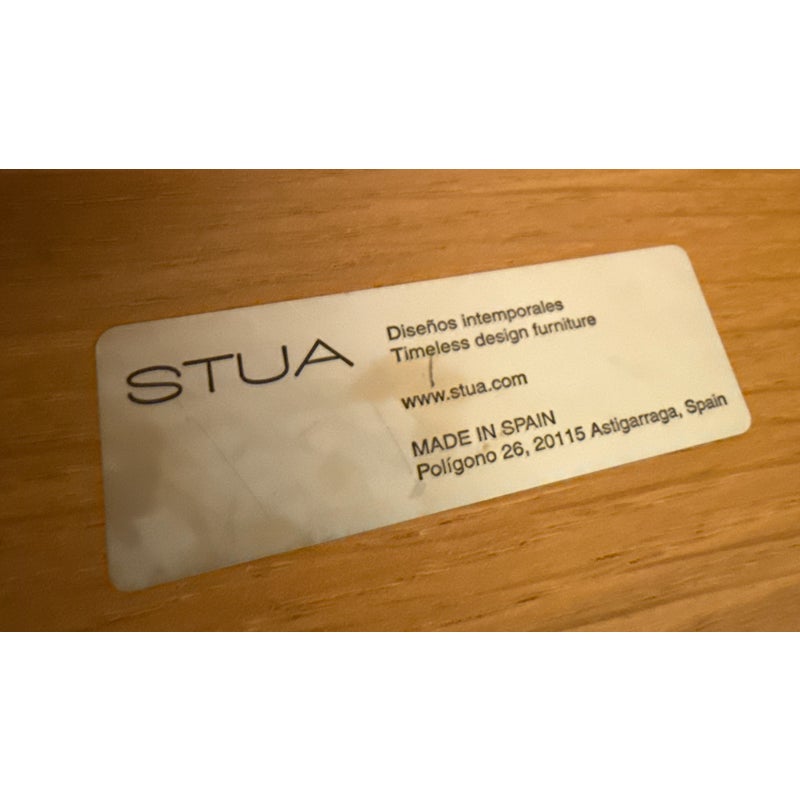 STUA
Diseños intemporales
Timeless design furniture
www.stua.com
MADE IN SPAIN
Polígono 26, 20115 Astigarraga, Spain